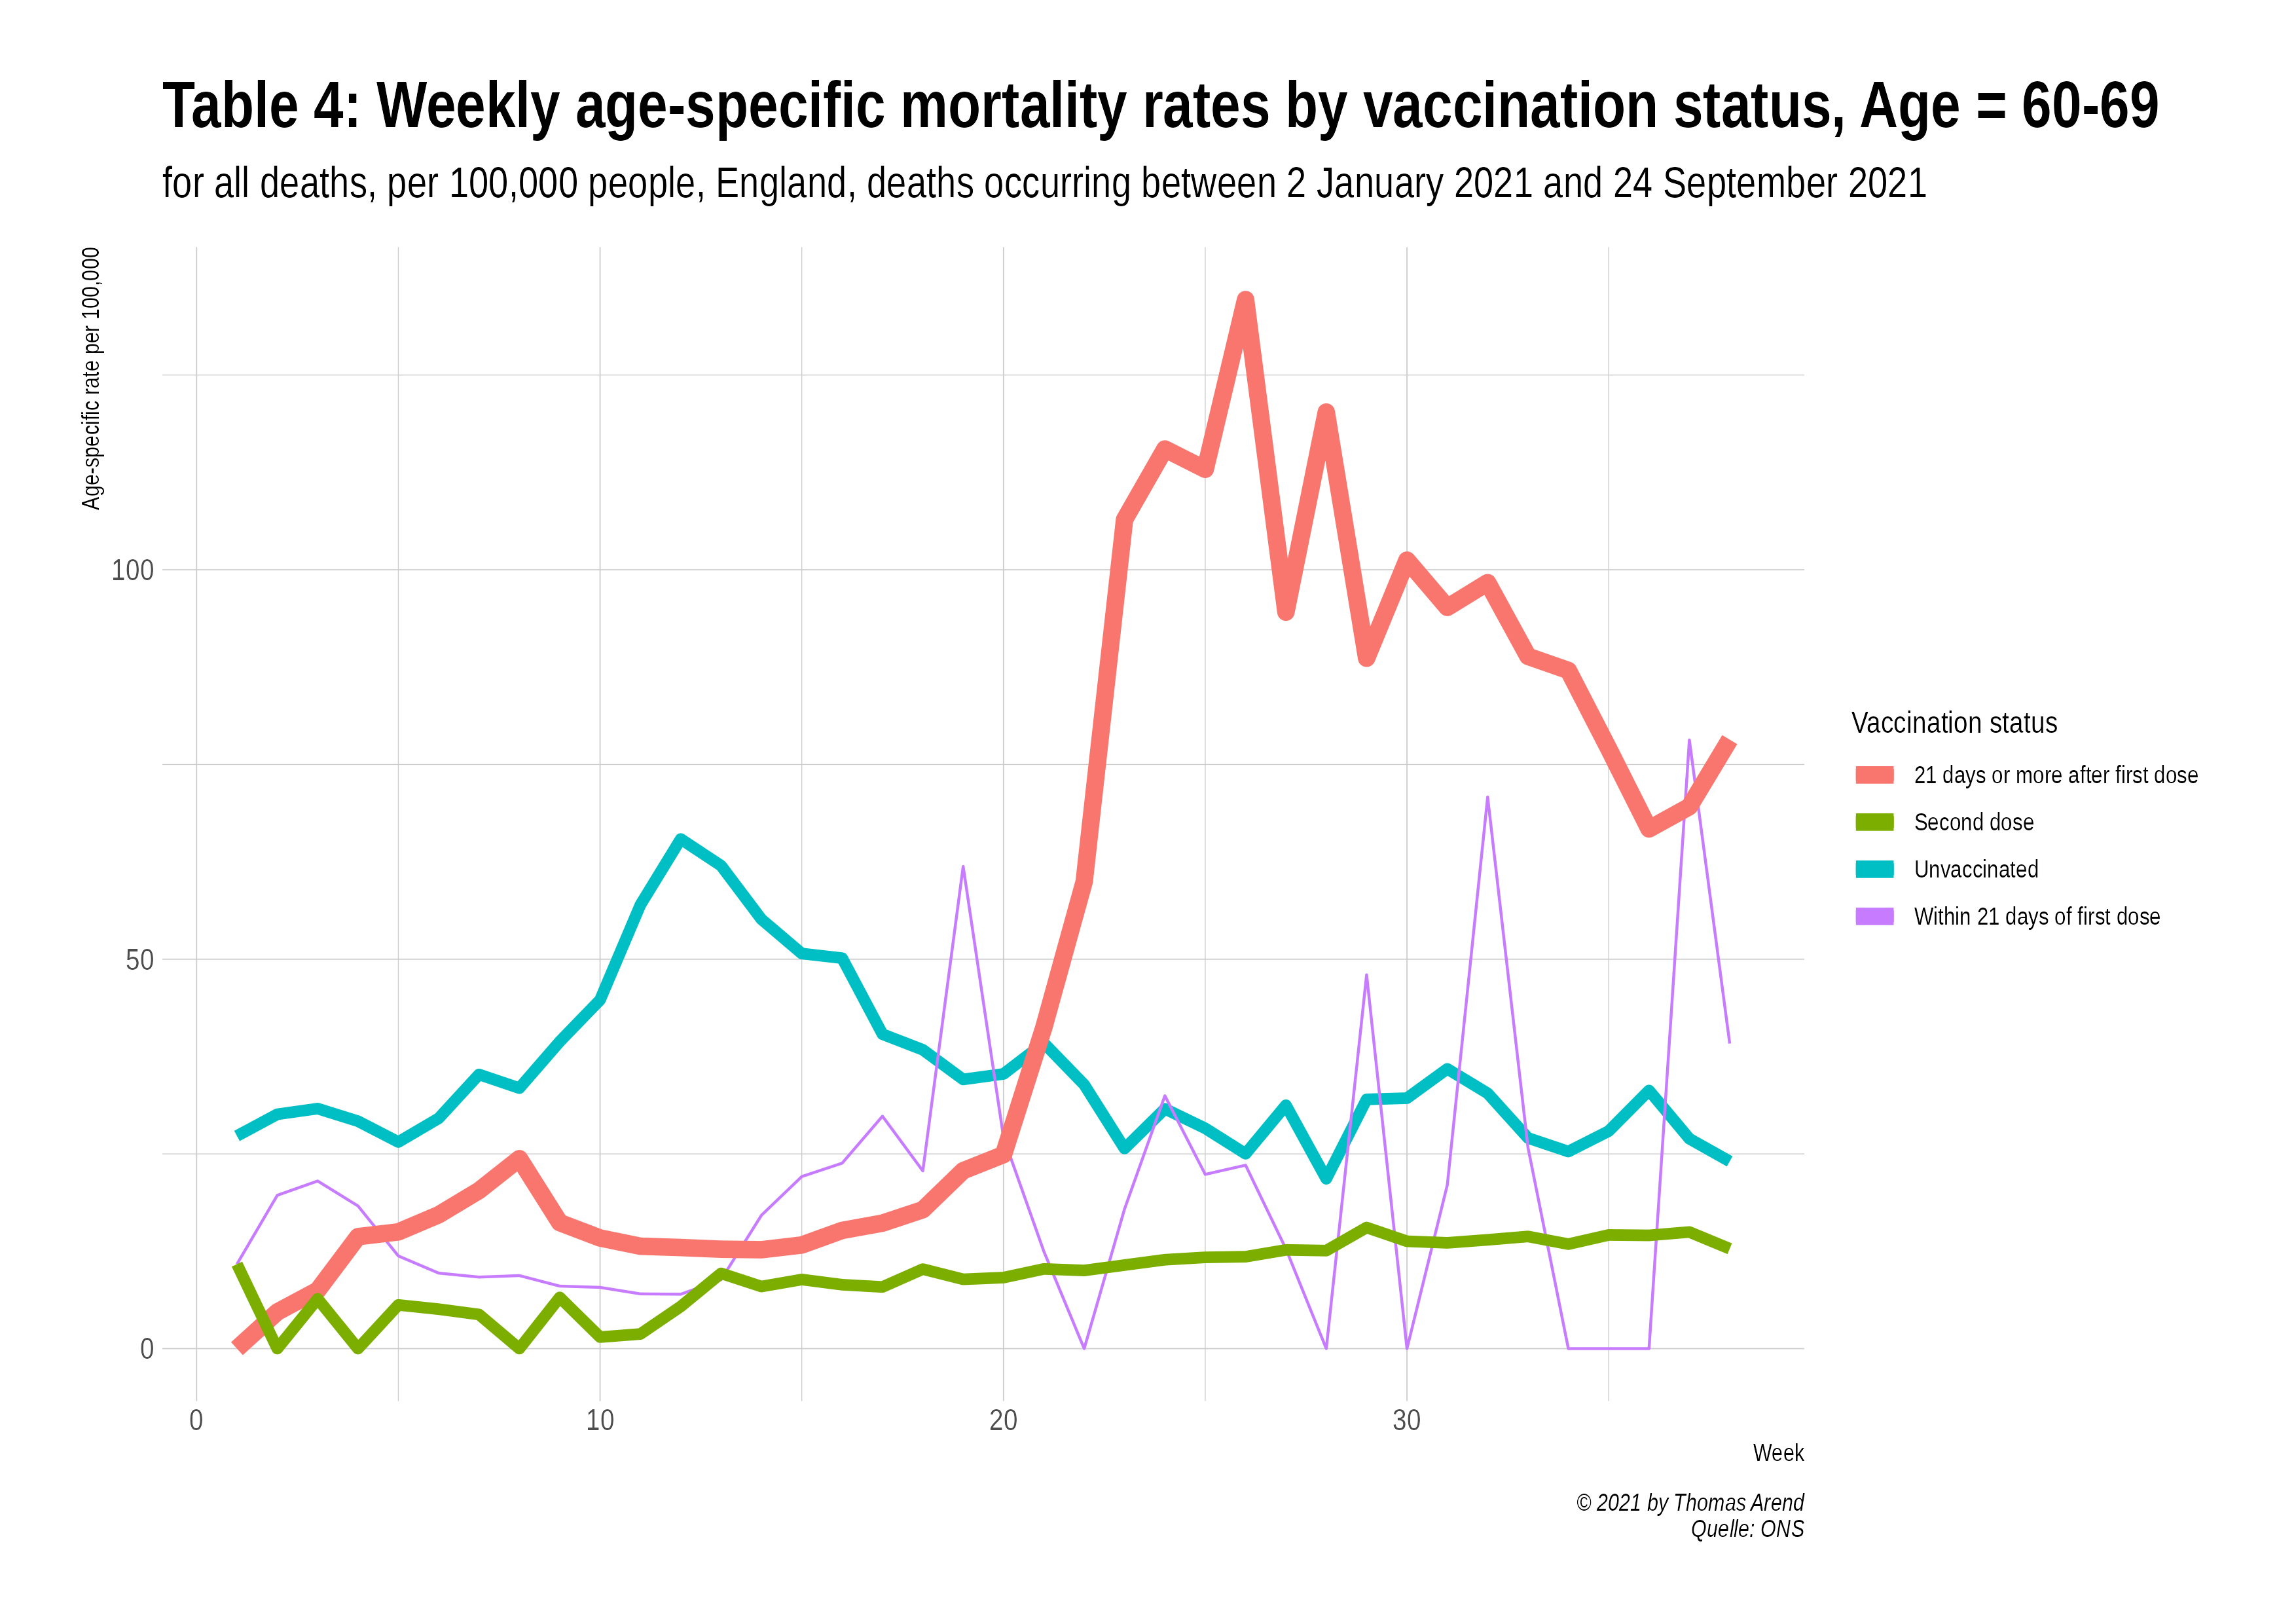 Table 4: Weekly age-specific mortality rates by vaccination status, Age = 60-69
for all deaths, per 100,000 people, England, deaths occurring between 2 January 2021 and 24 September 2021
Age-specific rate per 100,000
100
50
0
0
10
20
30
Week
Vaccination status
21 days or more after first dose
Second dose
Unvaccinated
Within 21 days of first dose
© 2021 by Thomas Arend
Quelle: ONS